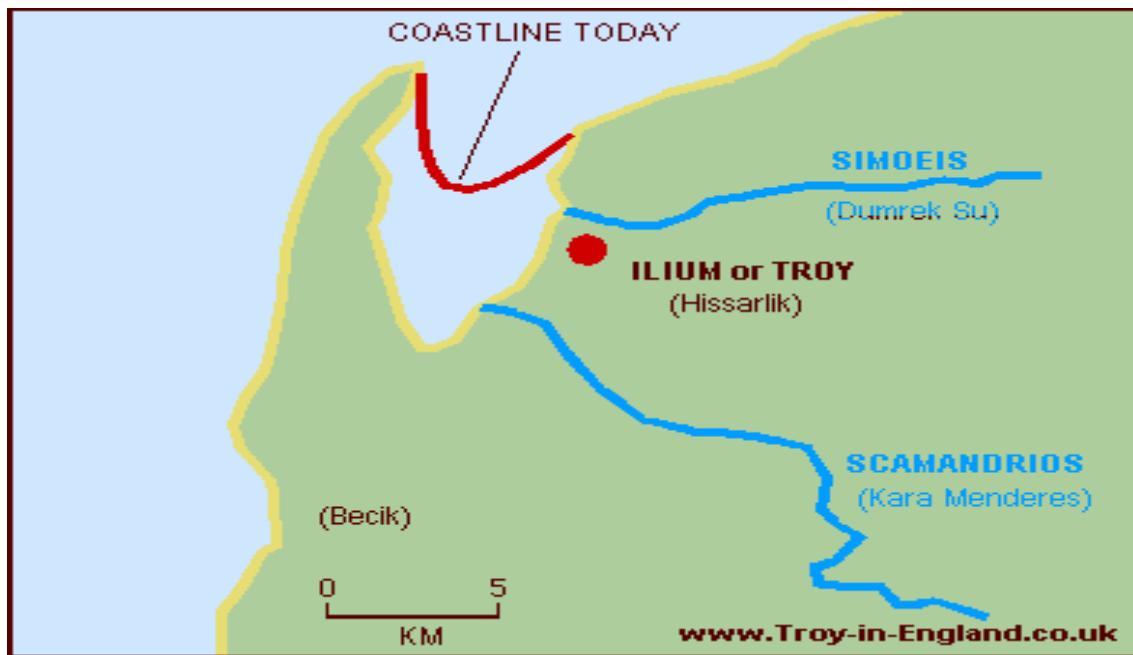 COASTLINE TODAY
SIMOEIS
(Dumrek Su)
ILIUM or TROY
(Hissarlik)
SCAMANDRIOS
(Kara Menderes)
(Becik)
0 5
KM
www.Troy-in-England.co.uk